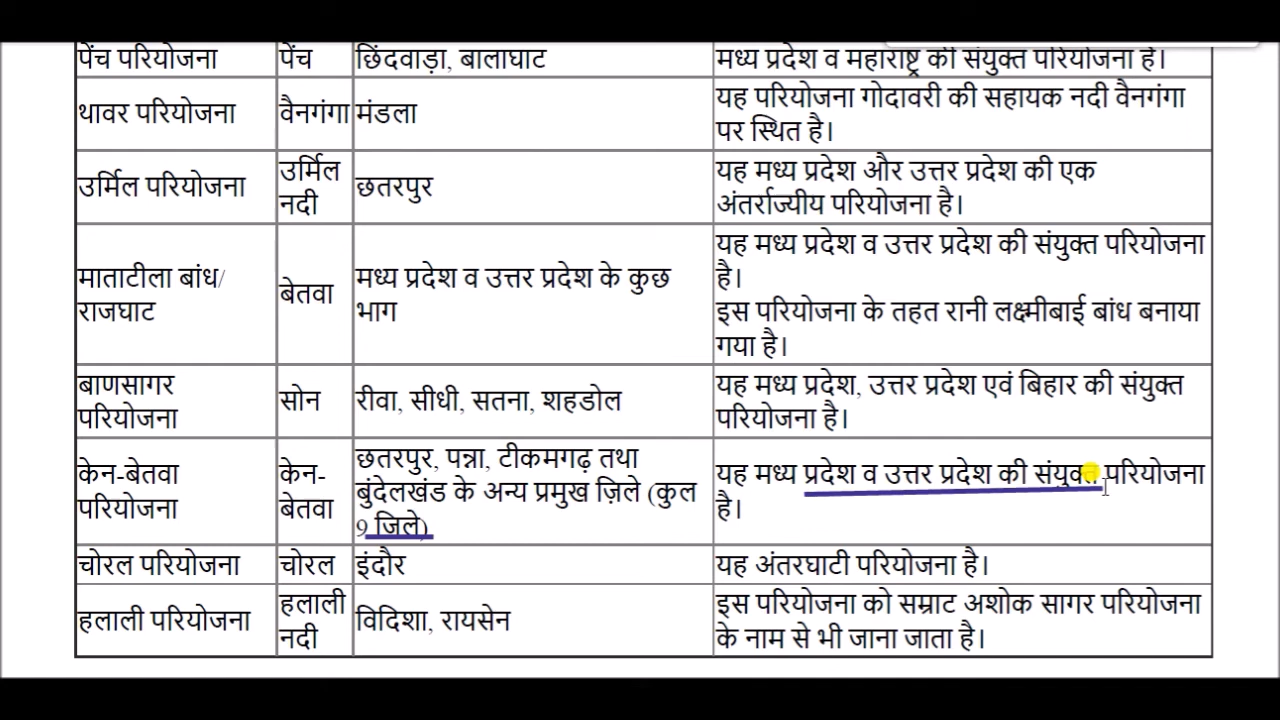 पेंच परियोजना पेंच छिंदवाड़ा, बालाघाट मध्य प्रदेश व महाराष्ट्र की संयुक्त परियोजना है।
थावर परियोजना वैनगंगा मंडला यह परियोजना गोदावरी की सहायक नदी वैनगंगा
पर स्थित है।
उर्मिल परियोजना उर्मिल
नदी छतरपुर यह मध्य प्रदेश और उत्तर प्रदेश की एक
अंतर्राज्यीय परियोजना है।
माताटीला बांध/
राजघाट बेतवा मध्य प्रदेश व उत्तर प्रदेश के कुछ
भाग यह मध्य प्रदेश व उत्तर प्रदेश की संयुक्त परियोजना
है।
इस परियोजना के तहत रानी लक्ष्मीबाई बांध बनाया
गया है।
बाणसागर
परियोजना सोन रीवा, सीधी, सतना, शहडोल यह मध्य प्रदेश, उत्तर प्रदेश एवं बिहार की संयुक्त
परियोजना है।
केन-बेतवा
परियोजना केन-
बेतवा छतरपुर, पन्ना, टीकमगढ़ तथा
बुंदेलखंड के अन्य प्रमुख ज़िले (कुल
9 जिले) यह मध्य प्रदेश व उत्तर प्रदेश की संयुक्त परियोजना
है।
चोरल परियोजना चोरल इंदौर यह अंतरघाटी परियोजना है।
हलाली परियोजना हलाली
नदी विदिशा, रायसेन इस परियोजना को सम्राट अशोक सागर परियोजना
के नाम से भी जाना जाता है।